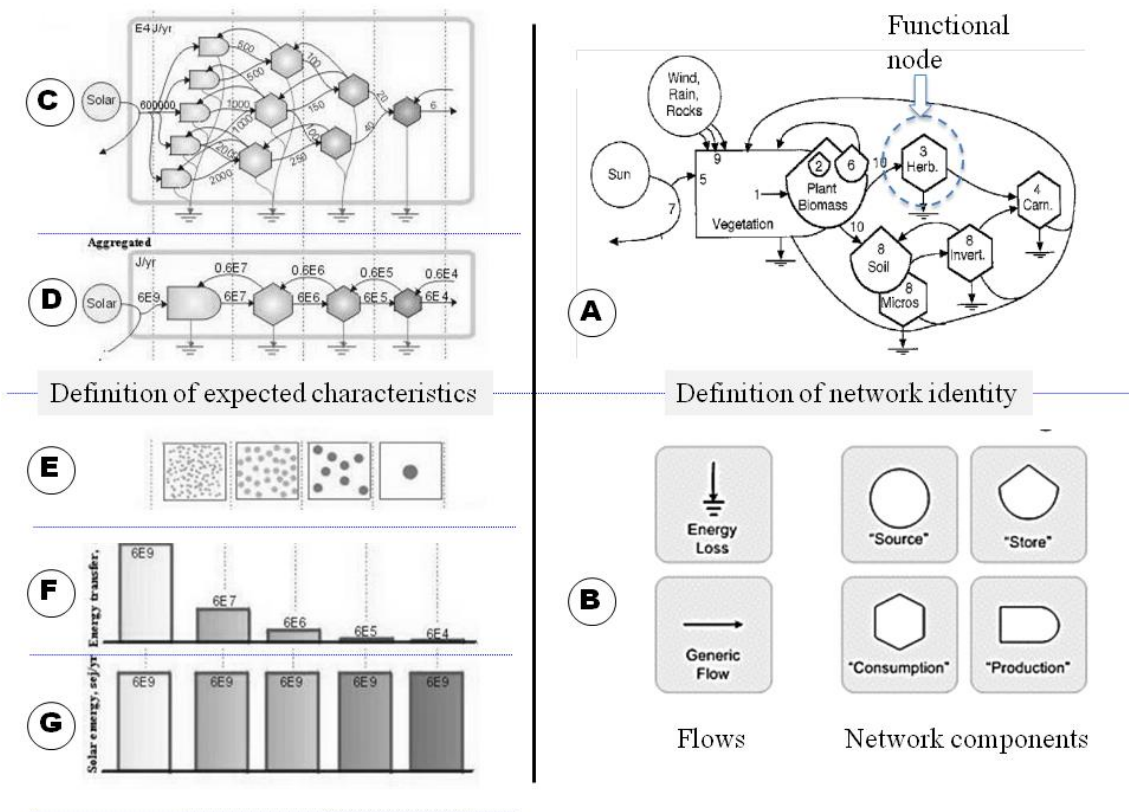 C
E4 J/yr
Solar
600000
500
500
1000
1000
2000
2000
100
150
100
250
20
40
6
Aggregated
D
J/yr
Solar
6E9
0.6E7
0.6E6
0.6E5
0.6E4
6E7
6E6
6E5
6E4
Definition of expected characteristics
E
F
Energy transfer,
6E9
6E7
6E6
6E5
6E4
G
Solar emergy, sej/yr
6E9
6E9
6E9
6E9
6E9
Functional
node
A
Wind,
Rain,
Rocks
Sun
9
5
7
1
Vegetation
2
6
Plant
Biomass
10
3
Herb.
4
Carn.
10
8
Soil
8
Invert.
8
Micros
Definition of network identity
B
Energy
Loss
"Source"
"Store"
Generic
Flow
"Consumption"
"Production"
Flows
Network components